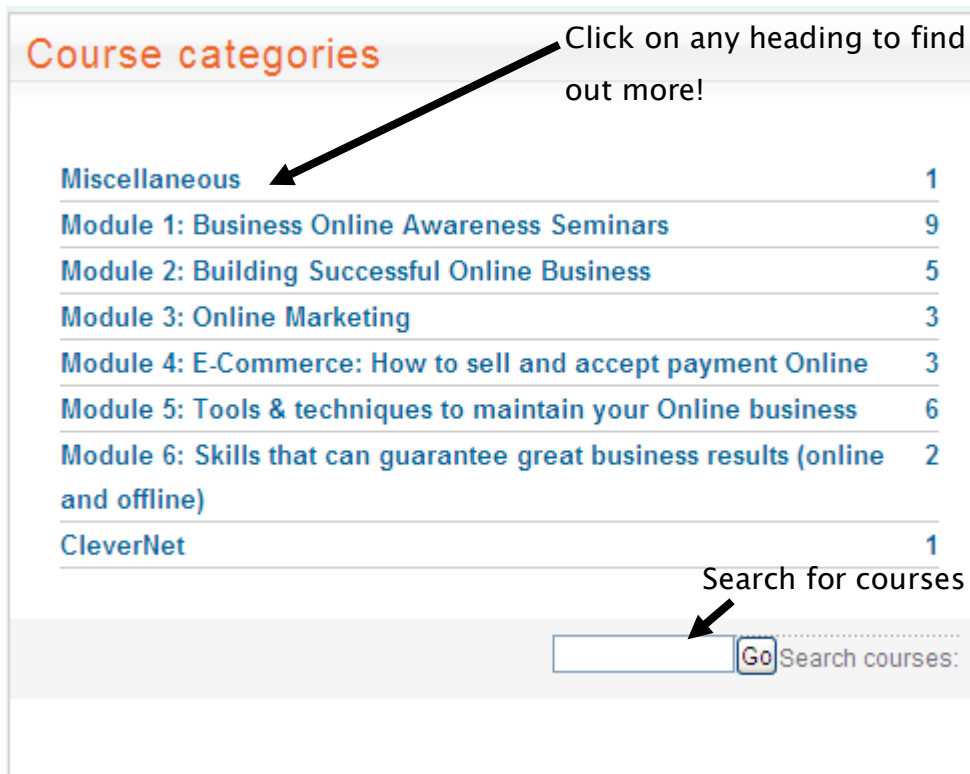 Course categories
Click on any heading to find
out more!
Miscellaneous 1
Module 1: Business Online Awareness Seminars 9
Module 2: Building Successful Online Business 5
Module 3: Online Marketing 3
Module 4: E-Commerce: How to sell and accept payment Online 3
Module 5: Tools & techniques to maintain your Online business 6
Module 6: Skills that can guarantee great business results (online 2
and offline)
CleverNet 1
Search for courses
Go Search courses: